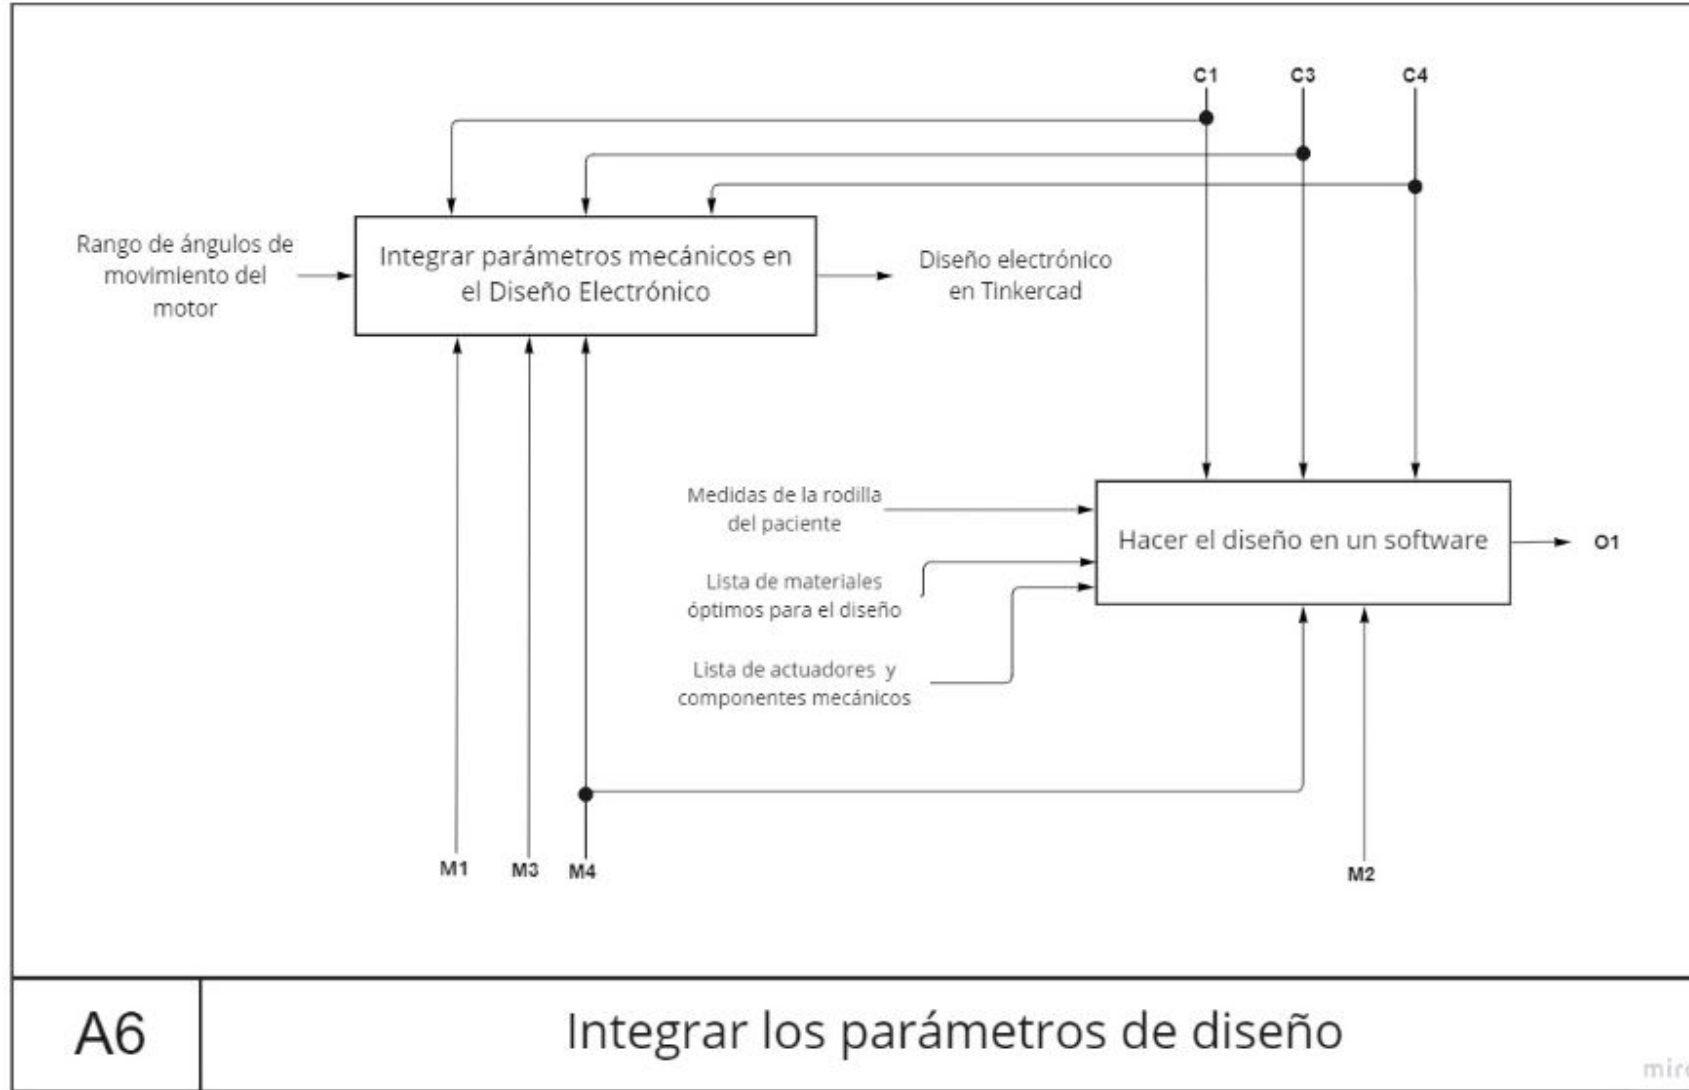 C1
C3
C4
Rango de ángulos de
movimiento del
motor
Integrar parámetros mecánicos en
el Diseño Electrónico
Diseño electrónico
en Tinkercad
Medidas de la rodilla
del paciente
Hacer el diseño en un software
O1
Lista de materiales
óptimos para el diseño
Lista de actuadores y
componentes mecánicos
M1
M3
M4
M2
A6
Integrar los parámetros de diseño